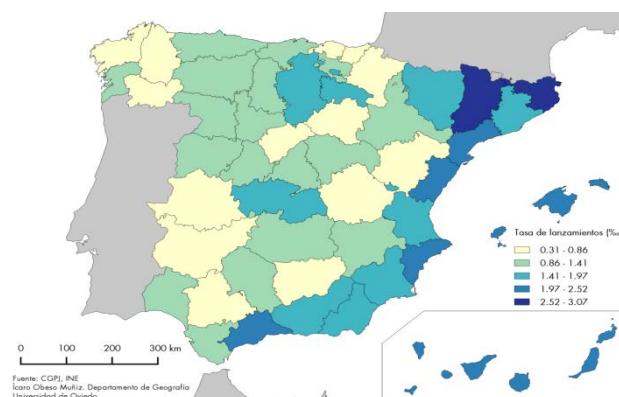 Tasa de lanzamientos (‰)
0.31 - 0.86
0.86 - 1.41
1.41 - 1.97
1.97 - 2.52
2.52 - 3.07
0 100 200 300 km
Fuente: CGPJ, INE
Ícaro Obeso Muñiz. Departamento de Geografía
Universidad de Oviedo